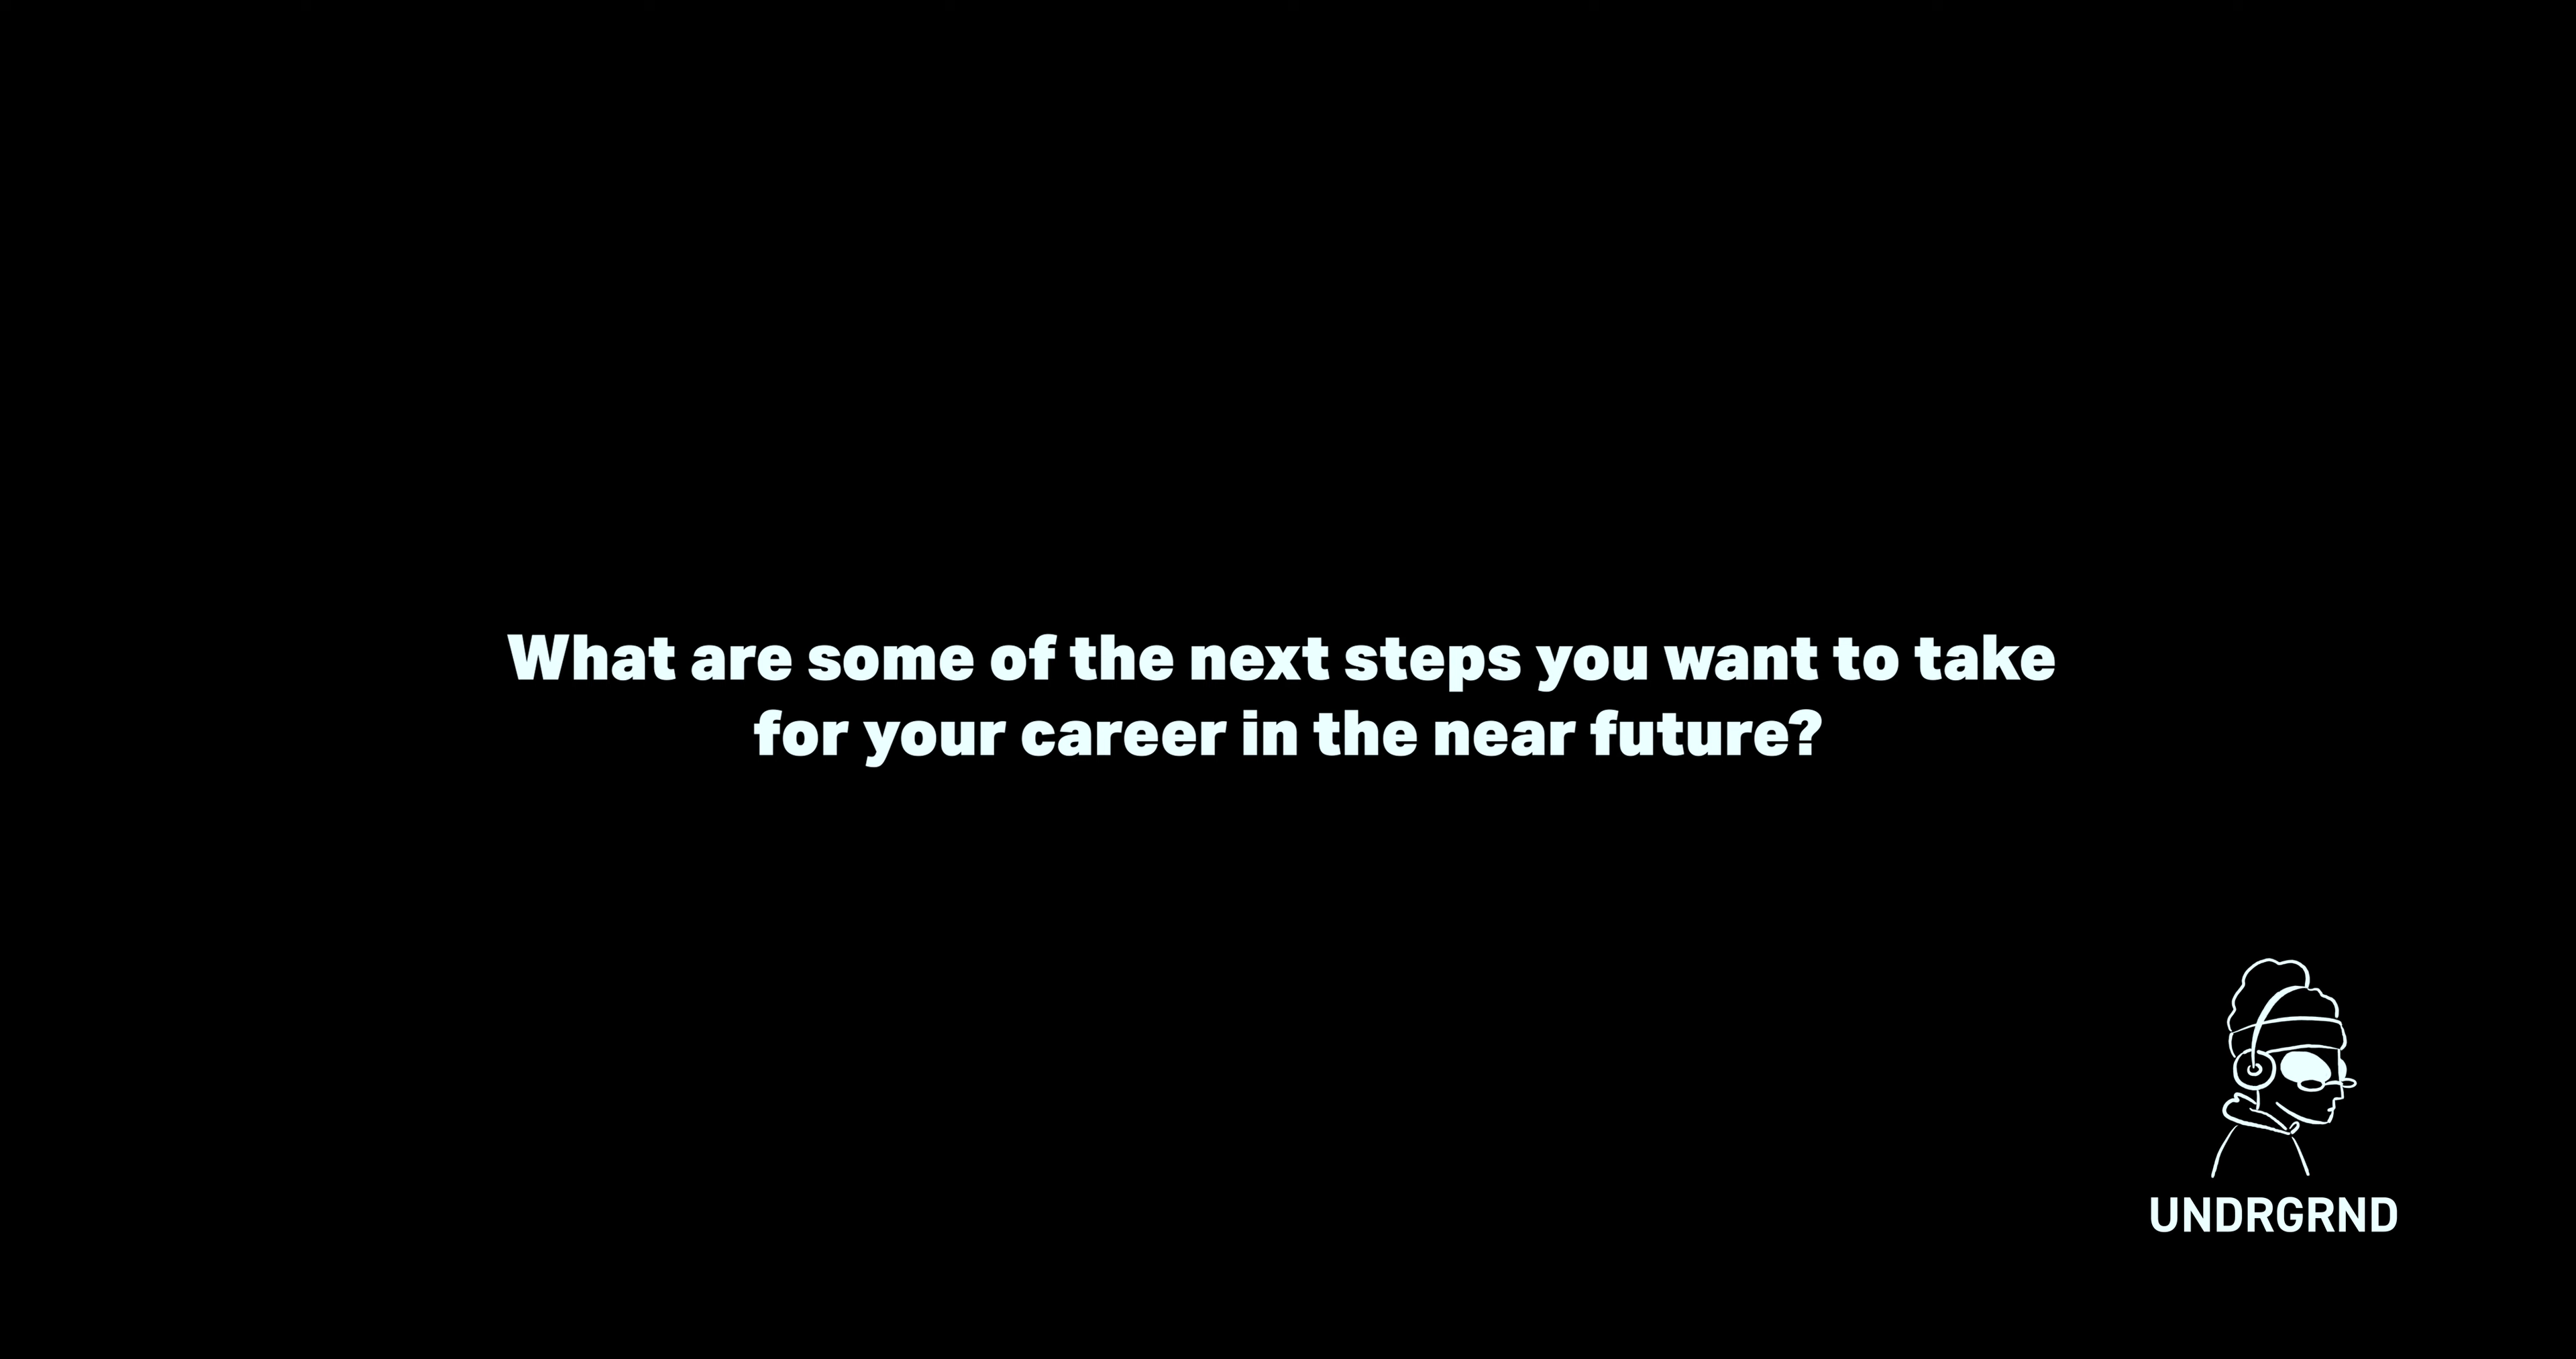 What are some of the next steps you want to take
for your career in the near future?
UNDRGRND